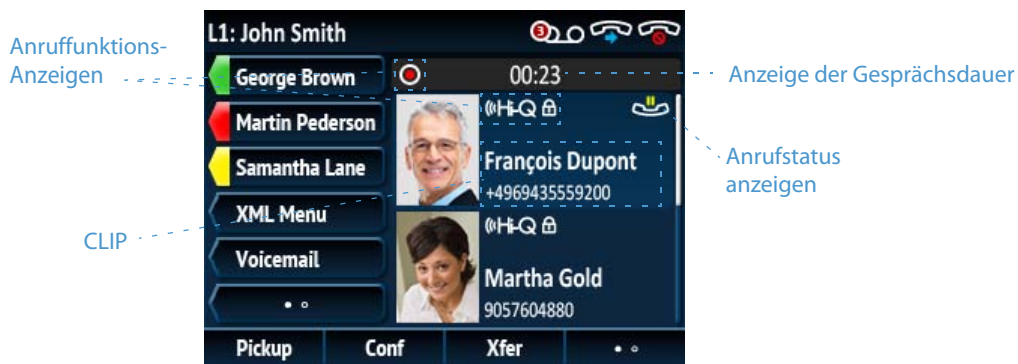 L1: John Smith
3
Anruffunktions-
Anzeigen
George Brown
00:23
Anzeige der Gesprächsdauer
Hi-Q
Martin Pederson
François Dupont
+4969435559200
Anrufstatus
anzeigen
Samantha Lane
XML Menu
Hi-Q
CLIP
Voicemail
Martha Gold
9057604880
Pickup Conf Xfer